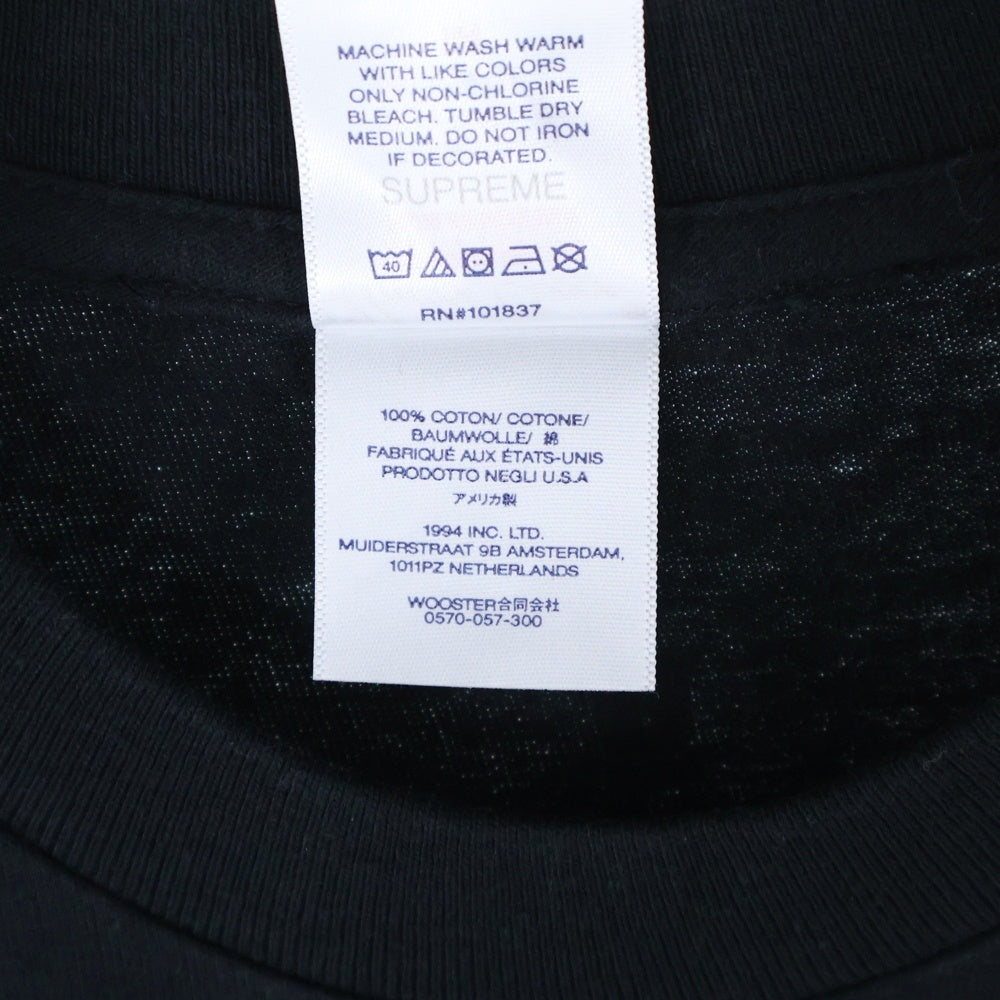 MACHINE WASH WARM
WITH LIKE COLORS
ONLY NON-CHLORINE
BLEACH. TUMBLE DRY
MEDIUM. DO NOT IRON
IF DECORATED.
SUPREME
40
RN#101837
100% COTON/ COTONE/
BAUMWOLLE/ 綿
FABRIQUÉ AUX ÉTATS-UNIS
PRODOTTO NEGLI U.S.A
アメリカ製
1994 INC. LTD.
MUIDERSTRAAT 9B AMSTERDAM,
1011PZ NETHERLANDS
WOOSTER合同会社
0570-057-300